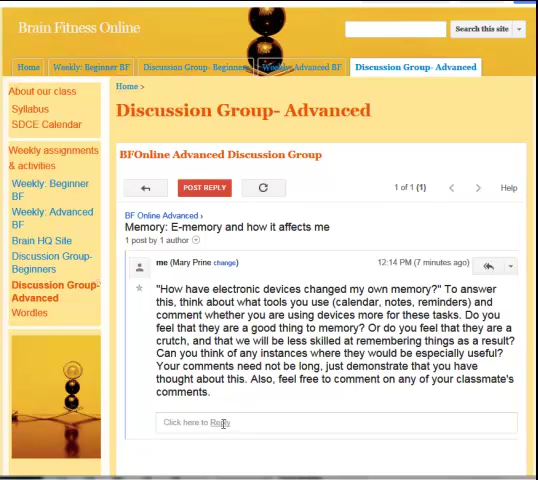 Brain Fitness Online
Search this site
Home
Weekly: Beginner BF
Discussion Group- Beginners
Weekly: Advanced BF
Discussion Group- Advanced
About our class
Syllabus
SDCE Calendar
Weekly assignments
& activities
Weekly: Beginner
BF
Weekly: Advanced
BF
Brain HQ Site
Discussion Group-
Beginners
Discussion Group-
Advanced
Wordles
Home >
Discussion Group- Advanced
BFOnline Advanced Discussion Group
POST REPLY
1 of 1 (1)
Help
BF Online Advanced ›
Memory: E-memory and how it affects me
1 post by 1 author
me (Mary Prine change)
12:14 PM (7 minutes ago)
"How have electronic devices changed my own memory?" To answer
this, think about what tools you use (calendar, notes, reminders) and
comment whether you are using devices more for these tasks. Do you
feel that they are a good thing to memory? Or do you feel that they are a
crutch, and that we will be less skilled at remembering things as a result?
Can you think of any instances where they would be especially useful?
Your comments need not be long, just demonstrate that you have
thought about this. Also, feel free to comment on any of your classmate's
comments.
Click here to Reply